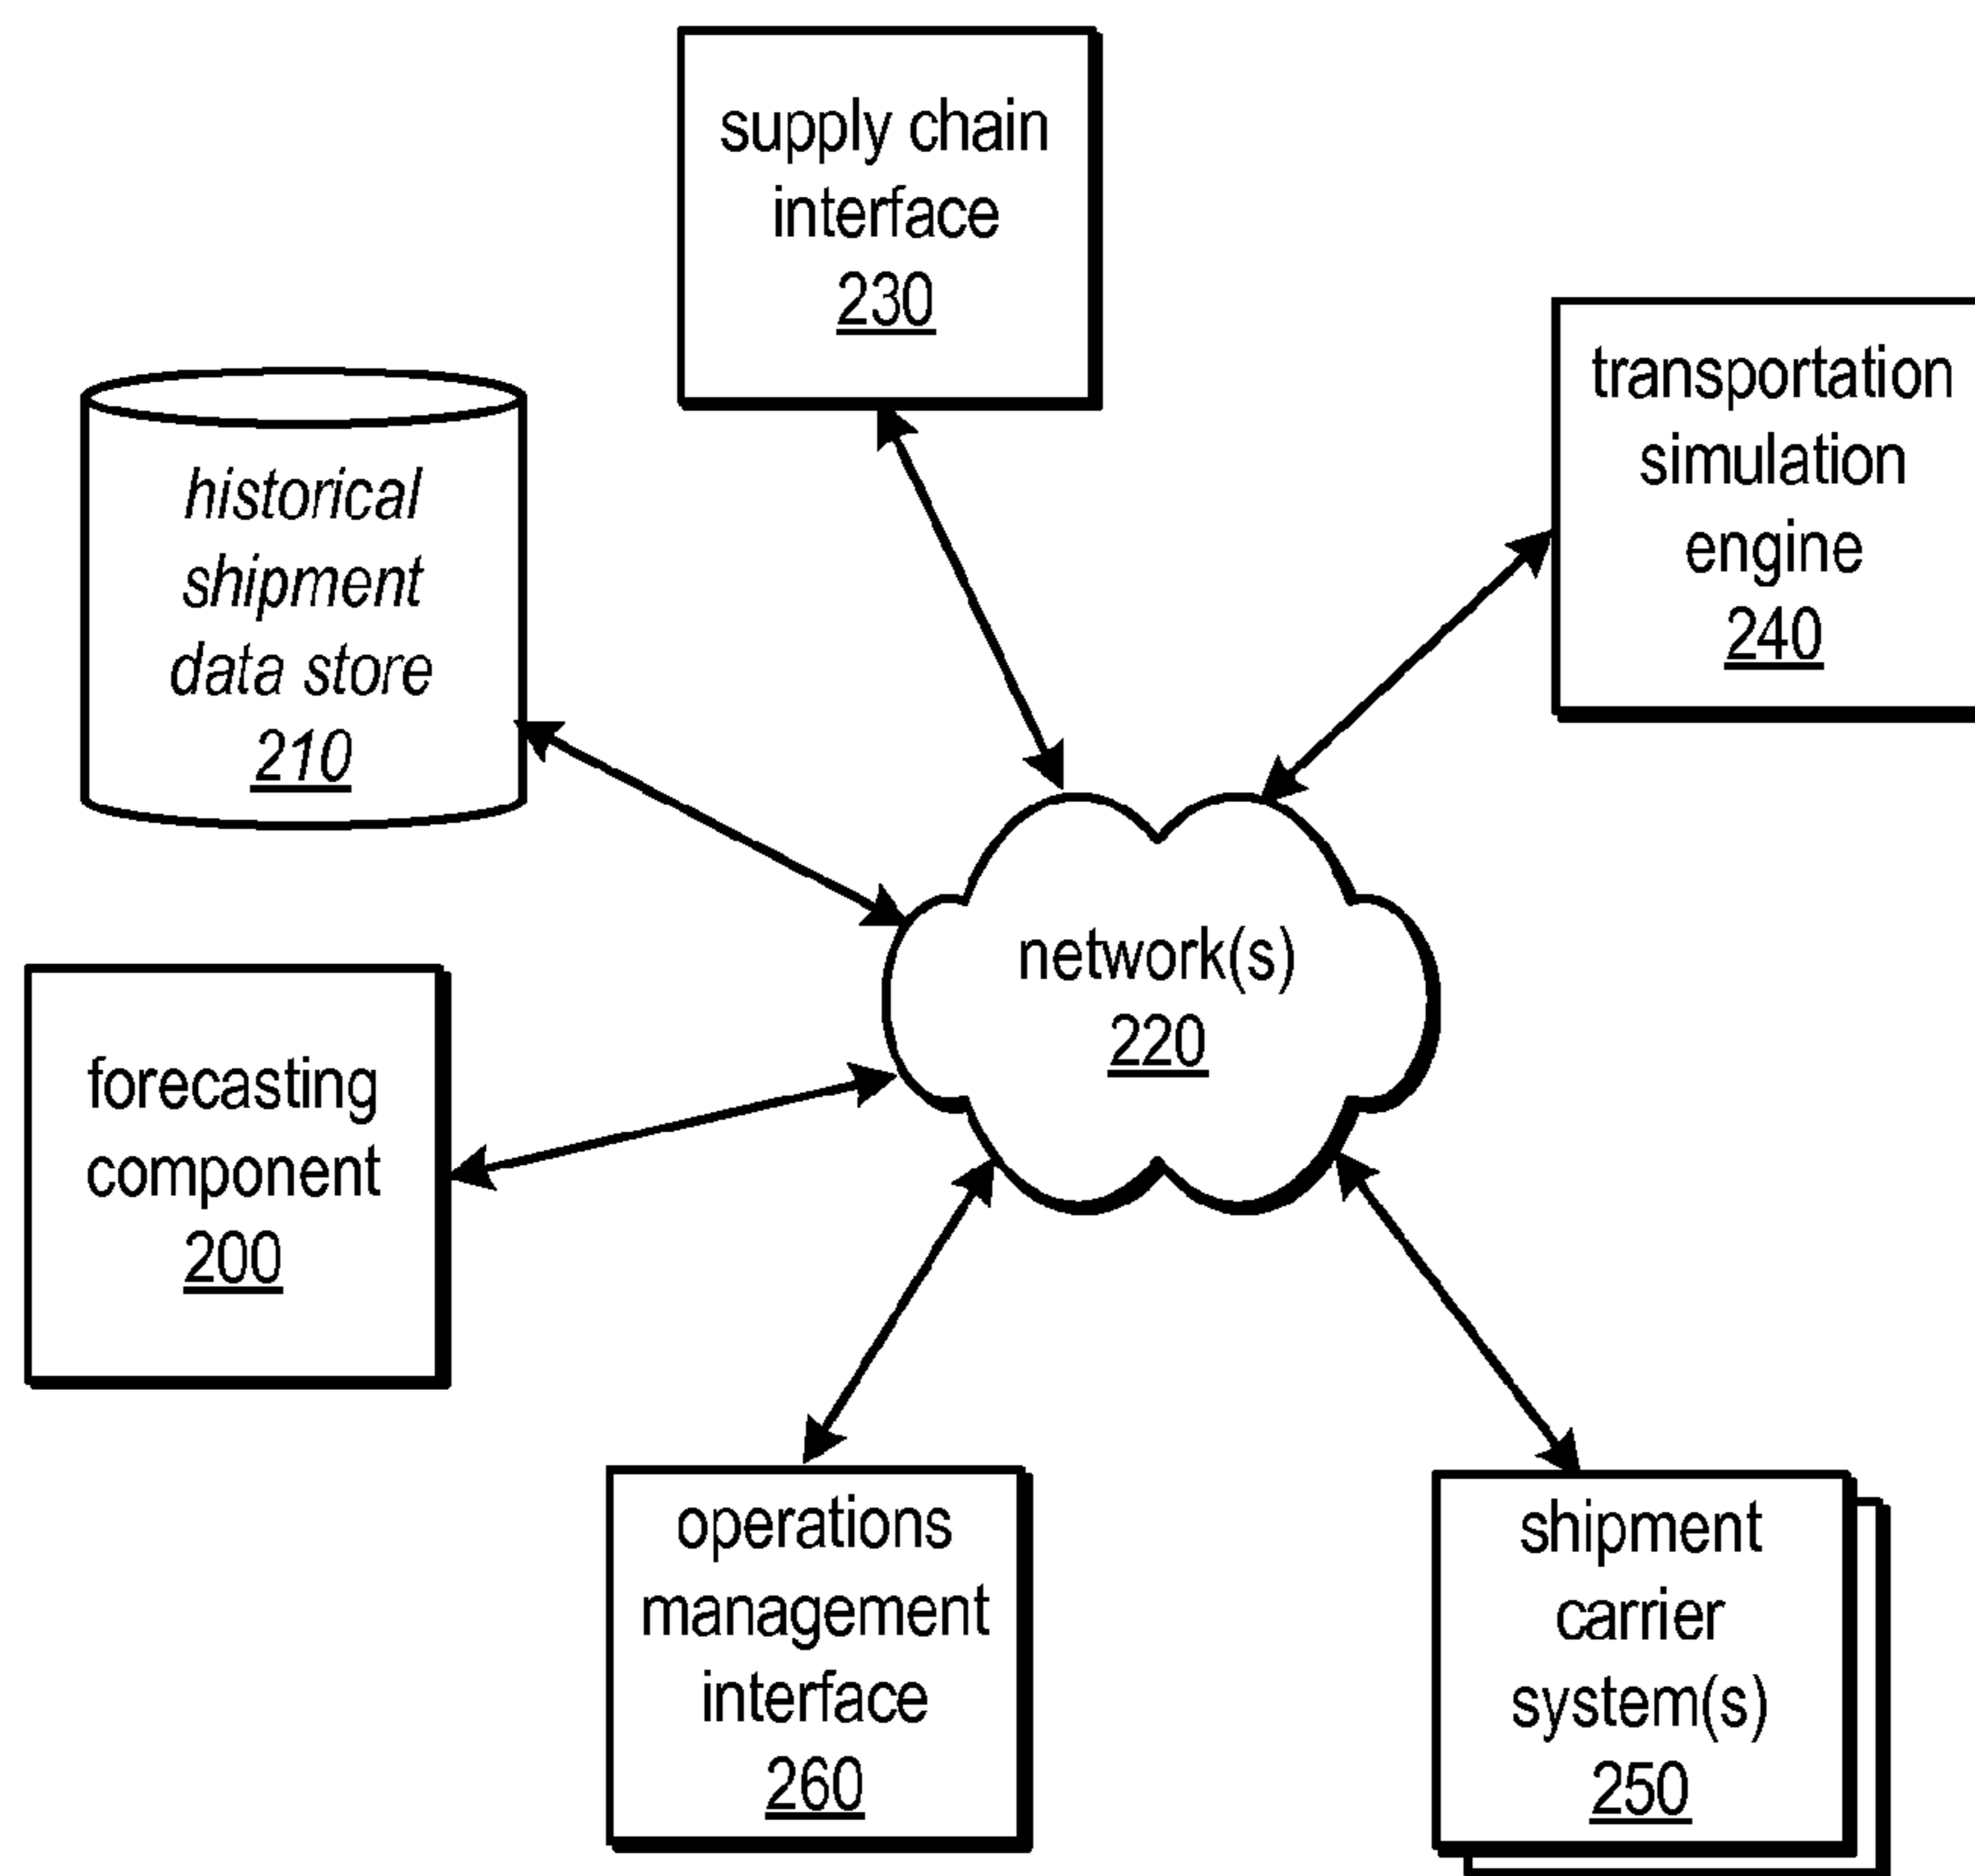 supply chain
interface
230
transportation
simulation
engine
240
historical
shipment
data store
210
network(s)
220
forecasting
component
200
operations
management
interface
260
shipment
carrier
system(s)
250